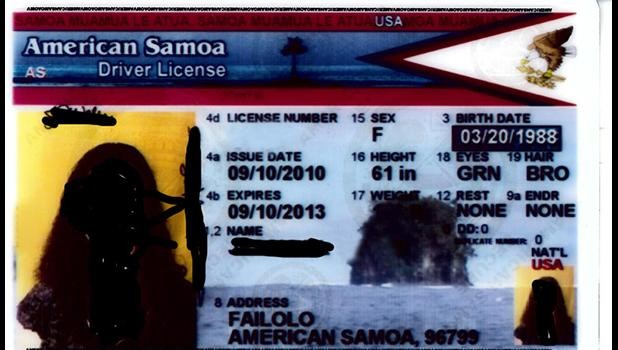 SAMOA MUAMUA LE ATUA SAMOA MUAMUA LE ATUA USA
American Samoa
AS Driver License
4d LICENSE NUMBER 15 SEX 3 BIRTH DATE
F 03/20/1988
4a ISSUE DATE 16 HEIGHT 18 EYES 19 HAIR
09/10/2010 61 in GRN BRO
4b EXPIRES 17 WEIGHT 12 REST 9a ENDR
09/10/2013 NONE NONE
1,2 NAME DD:0
DUPLICATE NUMBER: 0
NAT'L
USA
8 ADDRESS
FAILOLO
AMERICAN SAMOA, 96799